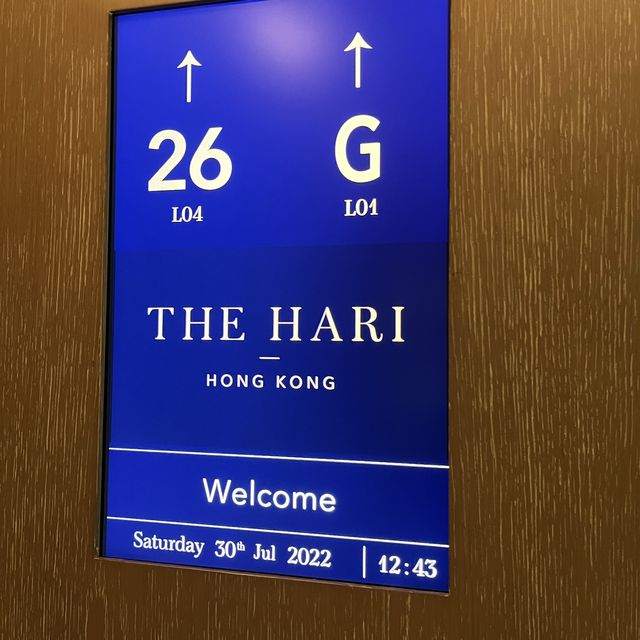 26 G
L04 L01
THE HARI
HONG KONG
Welcome
Saturday 30th Jul 2022 12:43